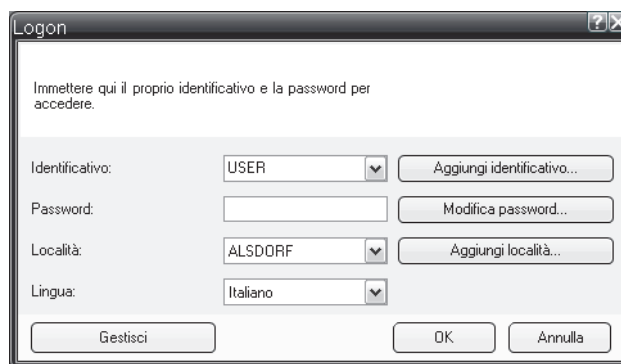 Logon
Immettere qui il proprio identificativo e la password per
accedere.
Identificativo: USER Aggiungi identificativo...
Password: Modifica password...
Località: ALSDORF Aggiungi località...
Lingua: Italiano
Gestisci OK Annulla